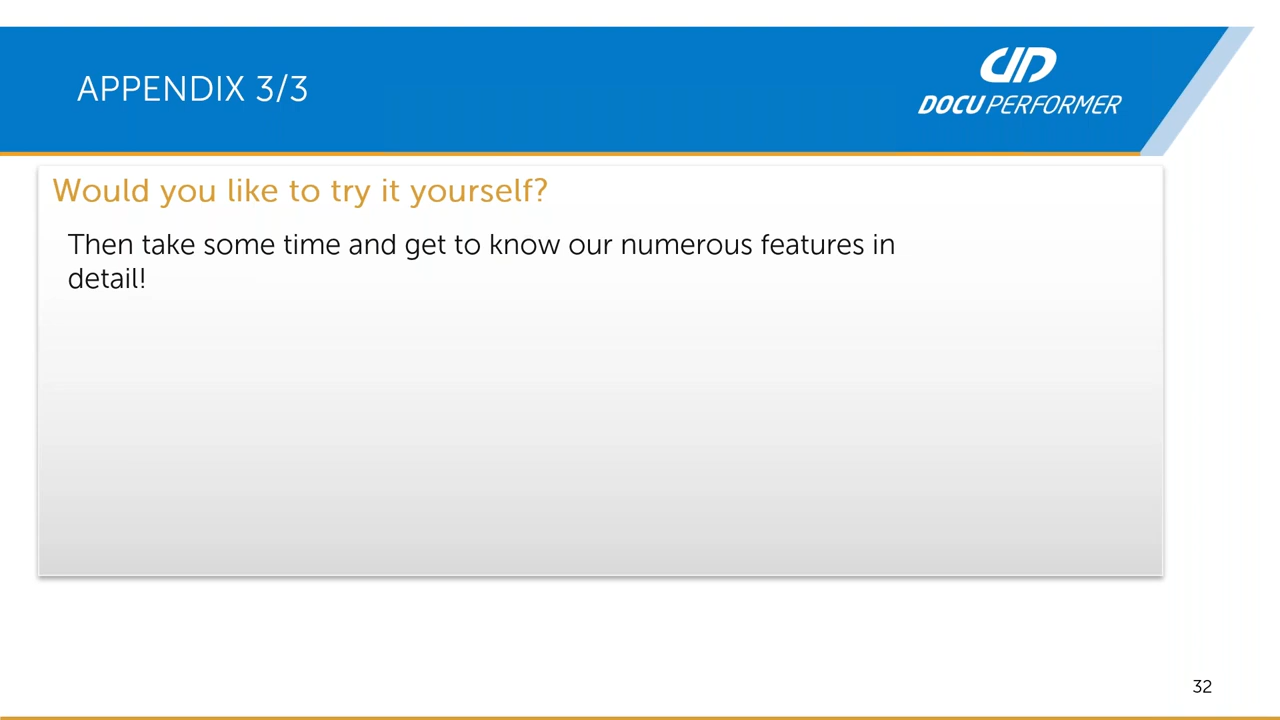 APPENDIX 3/3
DOCU PERFORMER
Would you like to try it yourself?
Then take some time and get to know our numerous features in
detail!
32